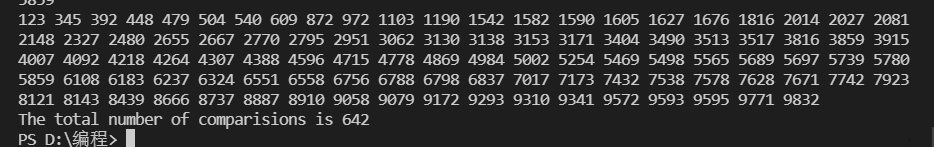 5859
123 345 392 448 479 504 540 609 872 972 1103 1190 1542 1582 1590 1605 1627 1676 1816 2014 2027 2081
2148 2327 2480 2655 2667 2770 2795 2951 3062 3130 3138 3153 3171 3404 3490 3513 3517 3816 3859 3915
4007 4092 4218 4264 4307 4388 4596 4715 4778 4869 4984 5002 5254 5469 5498 5565 5689 5697 5739 5780
5859 6108 6183 6237 6324 6551 6558 6756 6788 6798 6837 7017 7173 7432 7538 7578 7628 7671 7742 7923
8121 8143 8439 8666 8737 8887 8910 9058 9079 9172 9293 9310 9341 9572 9593 9595 9771 9832
The total number of comparisions is 642
PS D:\编程>